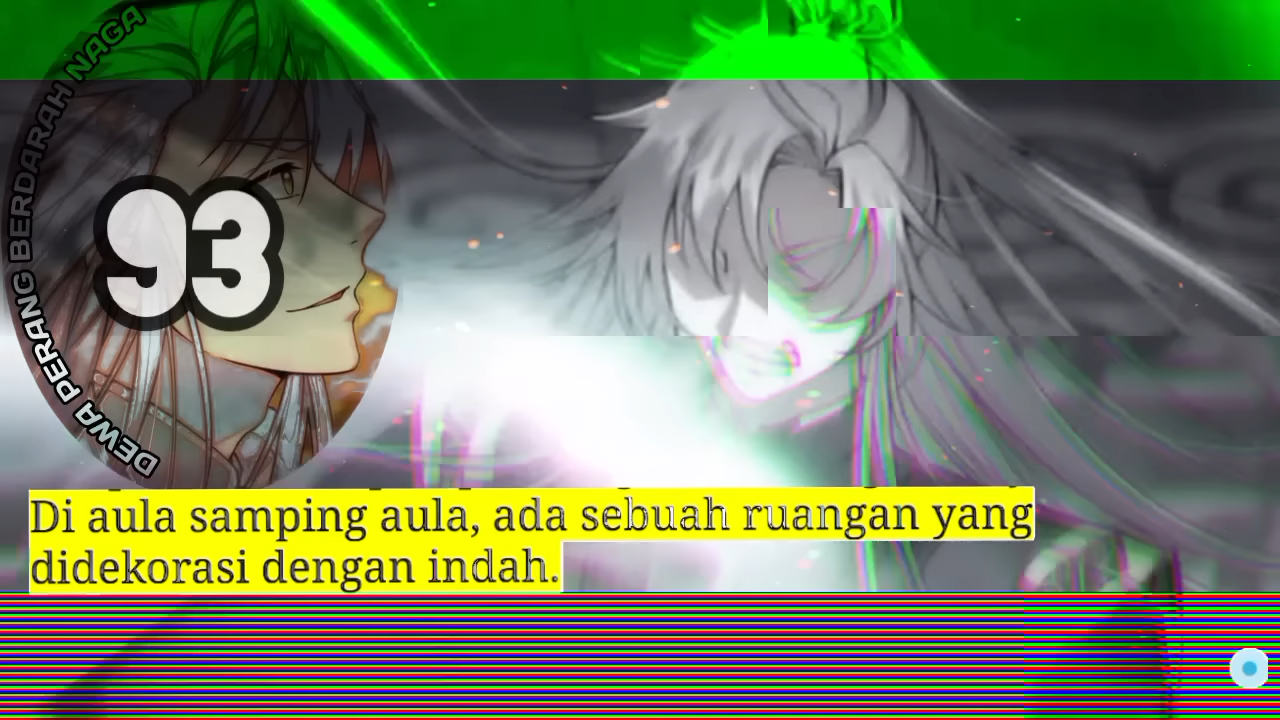 DEWA PERANG BERDARAH NAGA
93
Di aula samping aula, ada sebuah ruangan yang
didekorasi dengan indah.